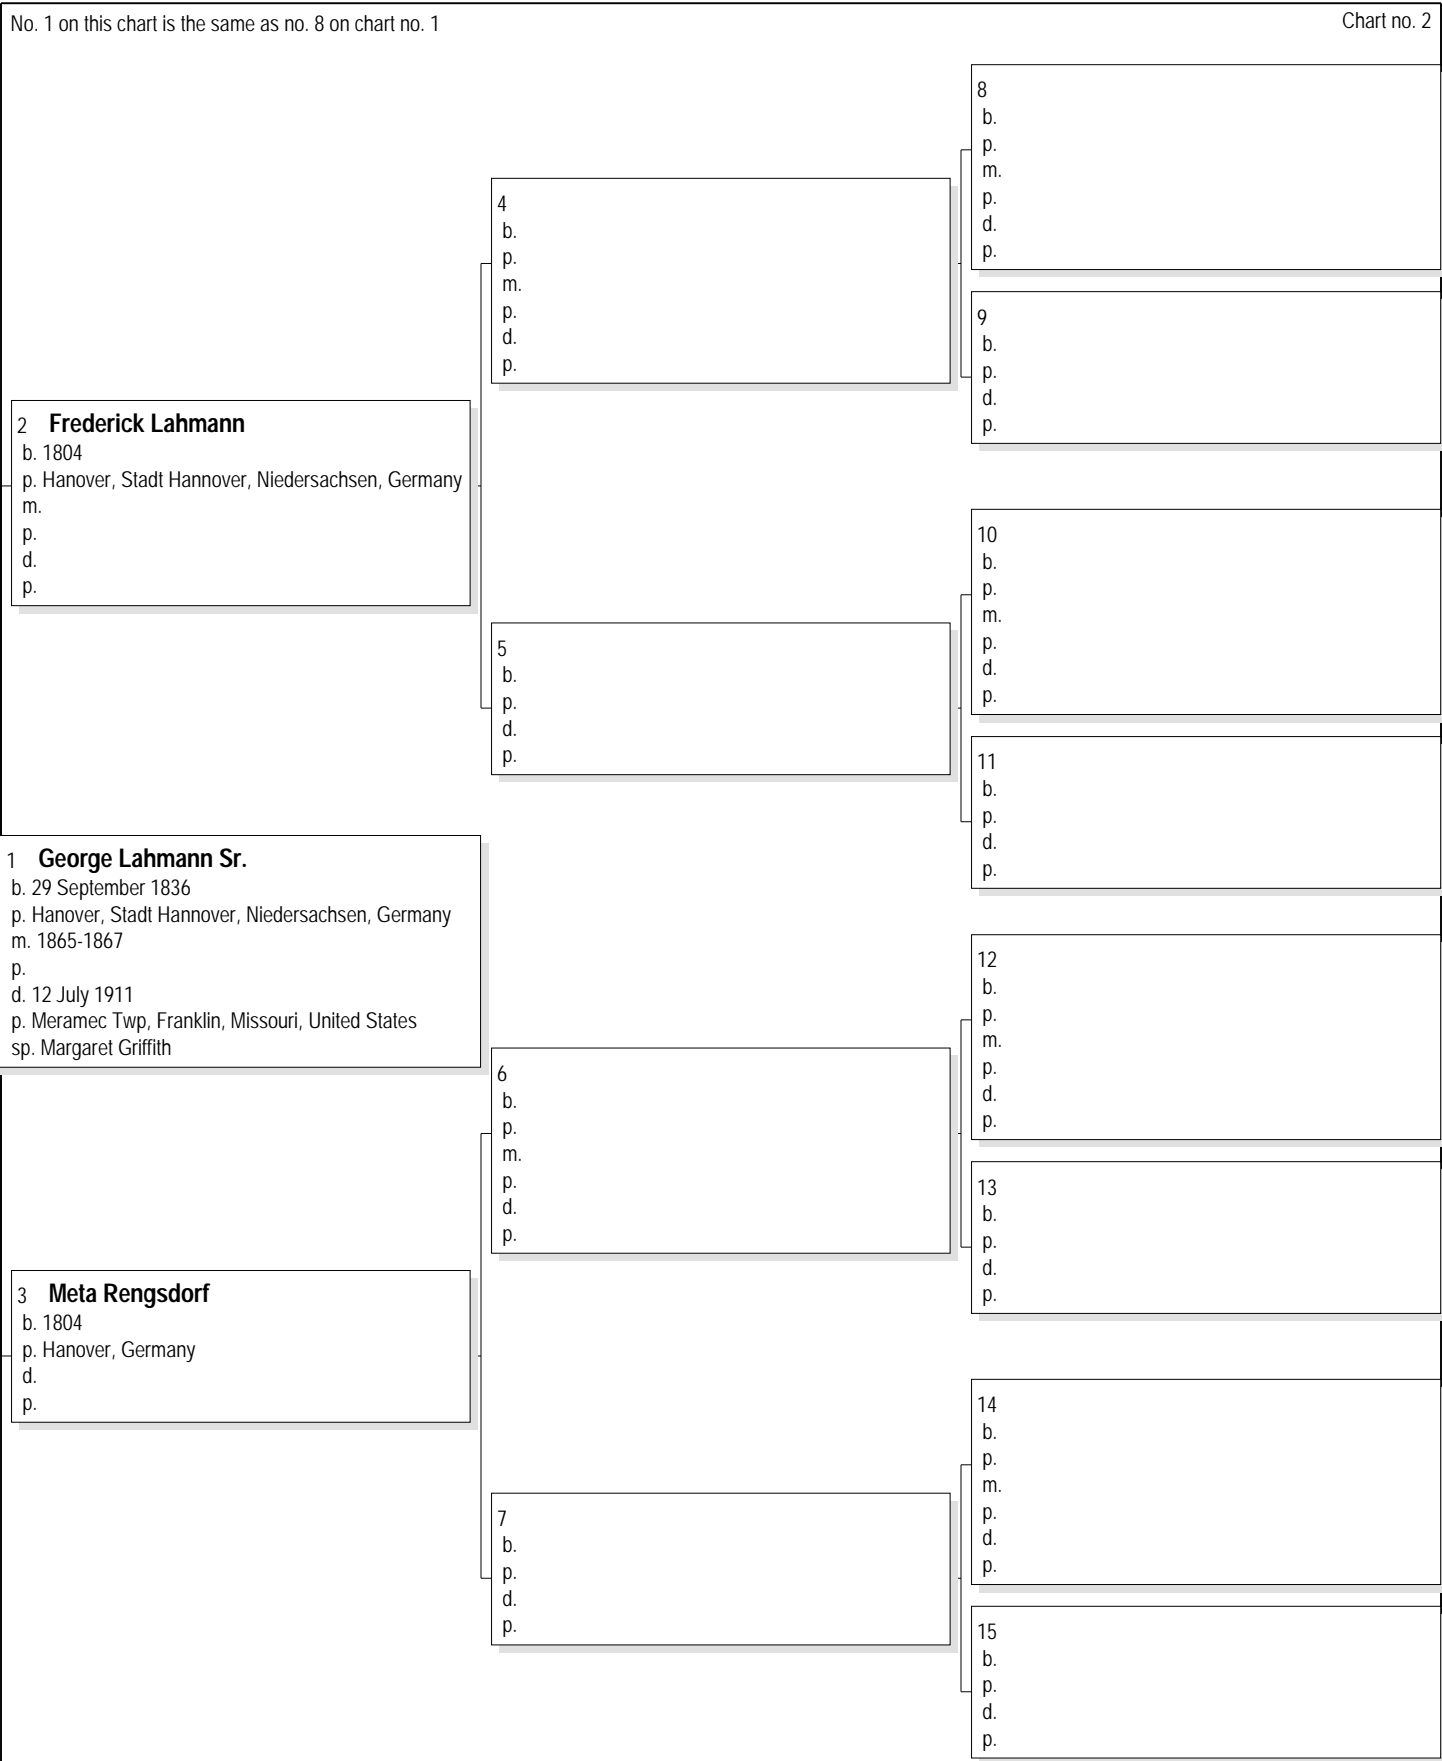 No. 1 on this chart is the same as no. 8 on chart no. 1
Chart no. 2
8
b.
p.
m.
p.
d.
p.
4
b.
p.
m.
p.
d.
p.
9
b.
p.
d.
p.
2 Frederick Lahmann
b. 1804
p. Hanover, Stadt Hannover, Niedersachsen, Germany
m.
p.
d.
p.
10
b.
p.
m.
p.
d.
p.
5
b.
p.
d.
p.
11
b.
p.
d.
p.
1 George Lahmann Sr.
b. 29 September 1836
p. Hanover, Stadt Hannover, Niedersachsen, Germany
m. 1865-1867
p.
d. 12 July 1911
p. Meramec Twp, Franklin, Missouri, United States
sp. Margaret Griffith
12
b.
p.
m.
p.
d.
p.
6
b.
p.
m.
p.
d.
p.
13
b.
p.
d.
p.
3 Meta Rengsdorf
b. 1804
p. Hanover, Germany
d.
p.
14
b.
p.
m.
p.
d.
p.
7
b.
p.
d.
p.
15
b.
p.
d.
p.